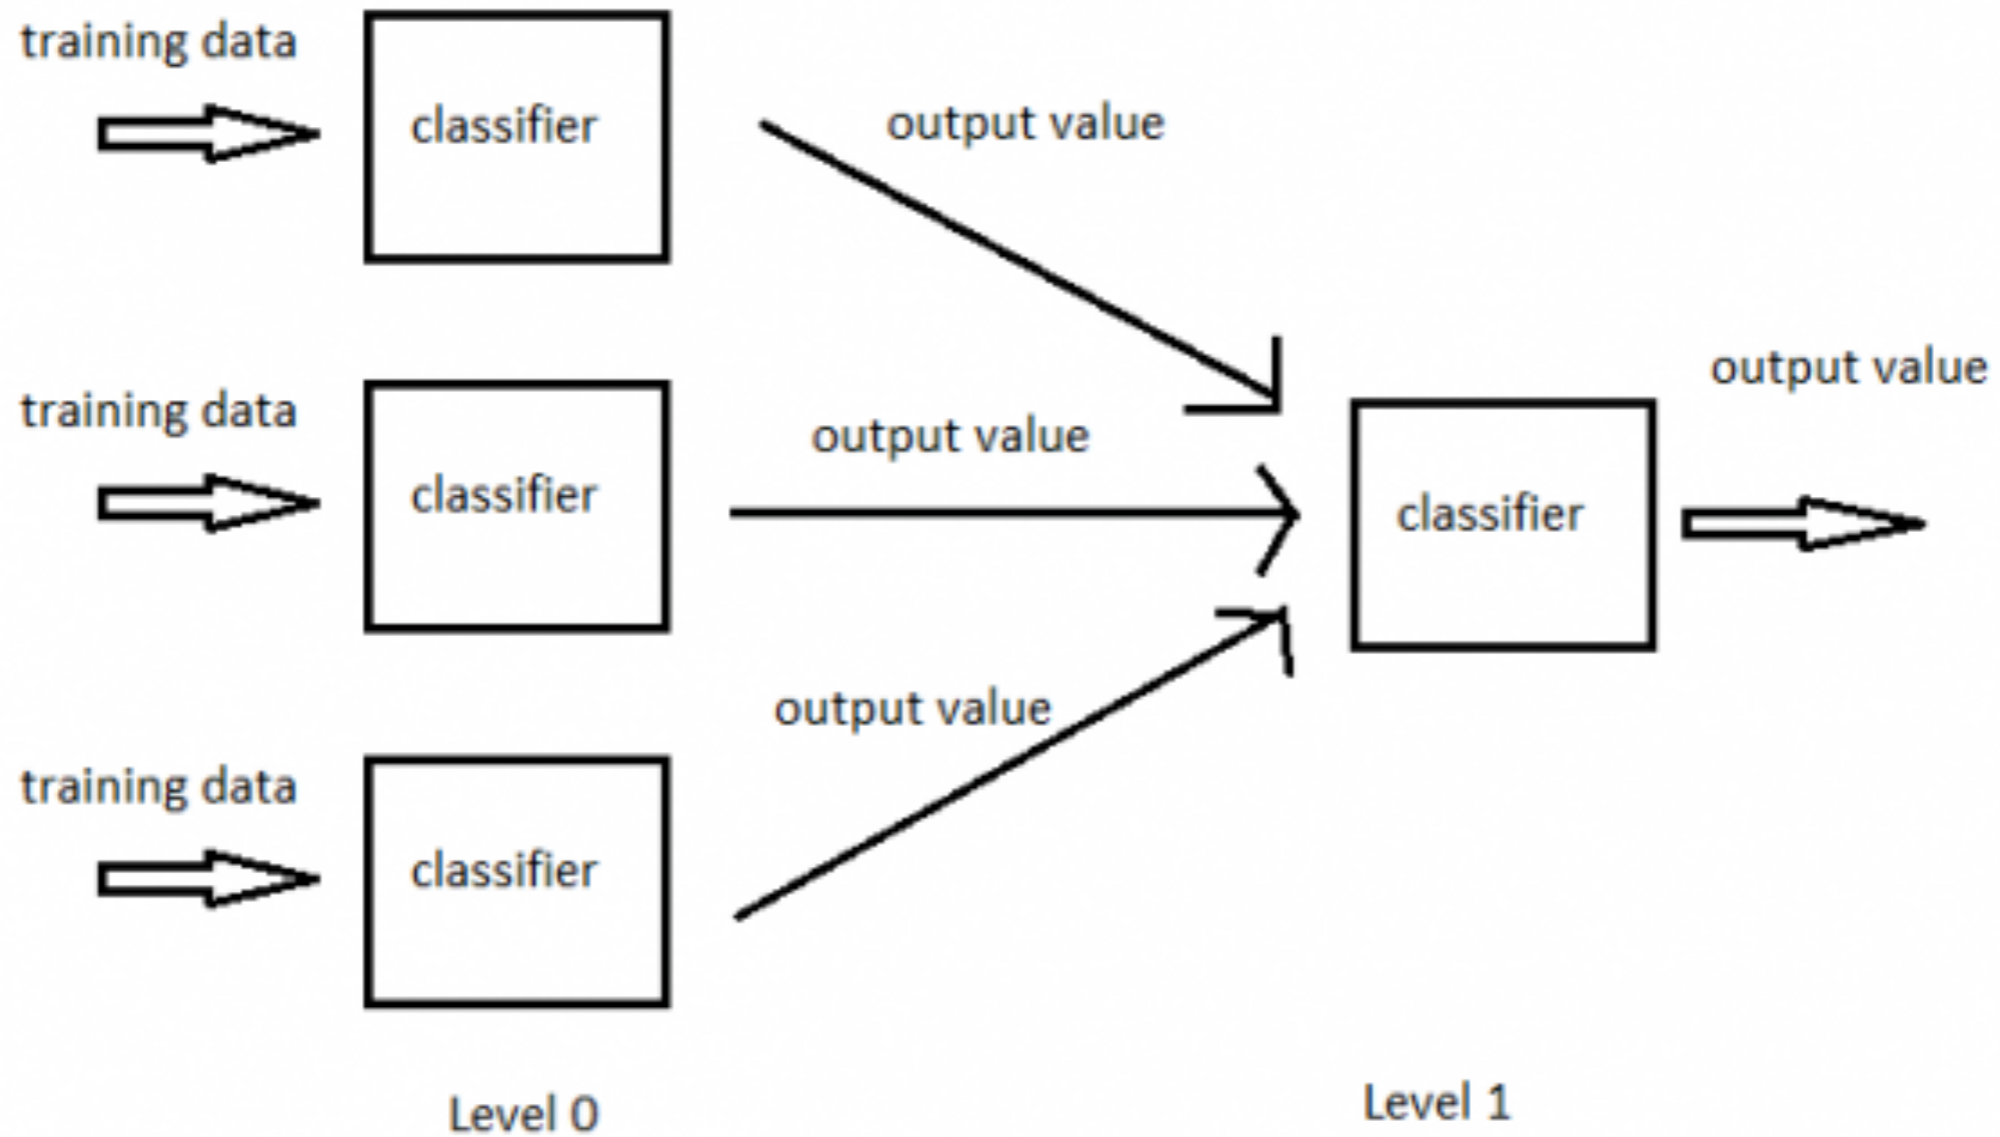 training data
classifier
output value
training data
classifier
output value
output value
classifier
output value
training data
classifier
Level 0
Level 1